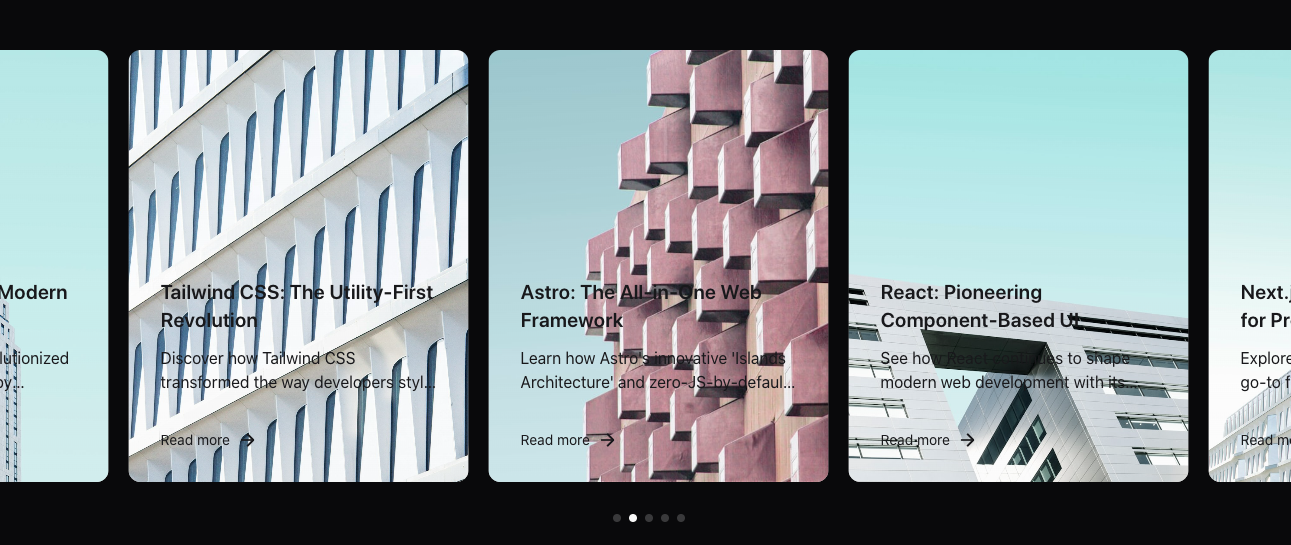 Modern
lutionized
by...
Tailwind CSS: The Utility-First
Revolution
Discover how Tailwind CSS
transformed the way developers styl...
Read more
Astro: The All-in-One Web
Framework
Learn how Astro's innovative 'Islands
Architecture' and zero-JS-by-defaul...
Read more
React: Pioneering
Component-Based UI
See how React continues to shape
modern web development with its...
Read more
Next.j
for Pr
Explore
go-to f
Read m